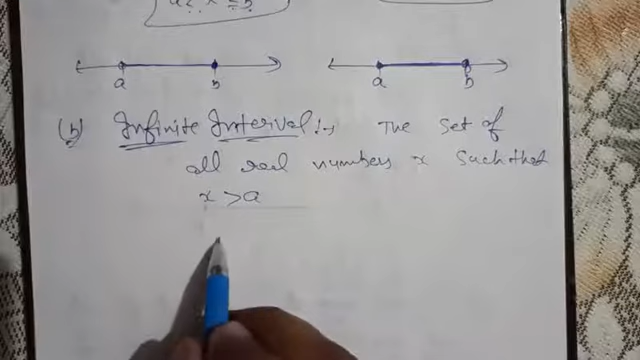 a b a b
(b) Infinite Interval:→ The set of
all real numbers x such that
x > a